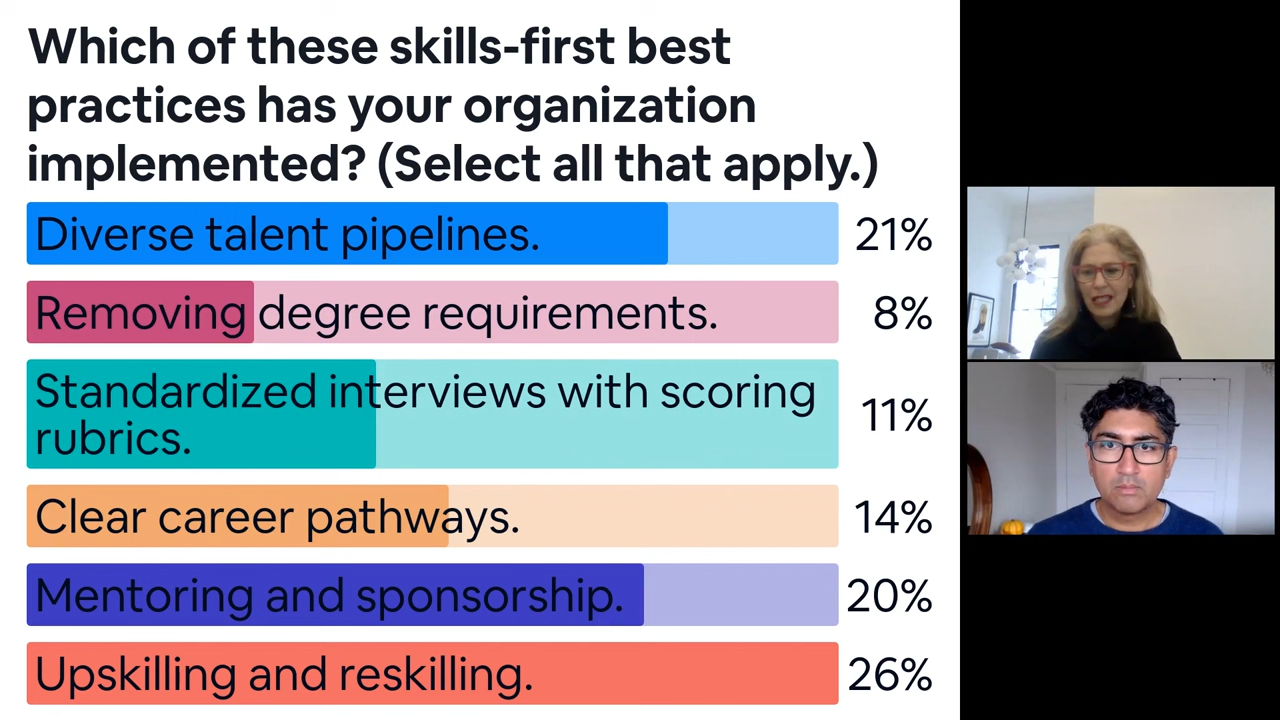 Which of these skills-first best
practices has your organization
implemented? (Select all that apply.)
Diverse talent pipelines.
21%
Removing degree requirements.
8%
Standardized interviews with scoring
rubrics.
11%
Clear career pathways.
14%
Mentoring and sponsorship.
20%
Upskilling and reskilling.
26%